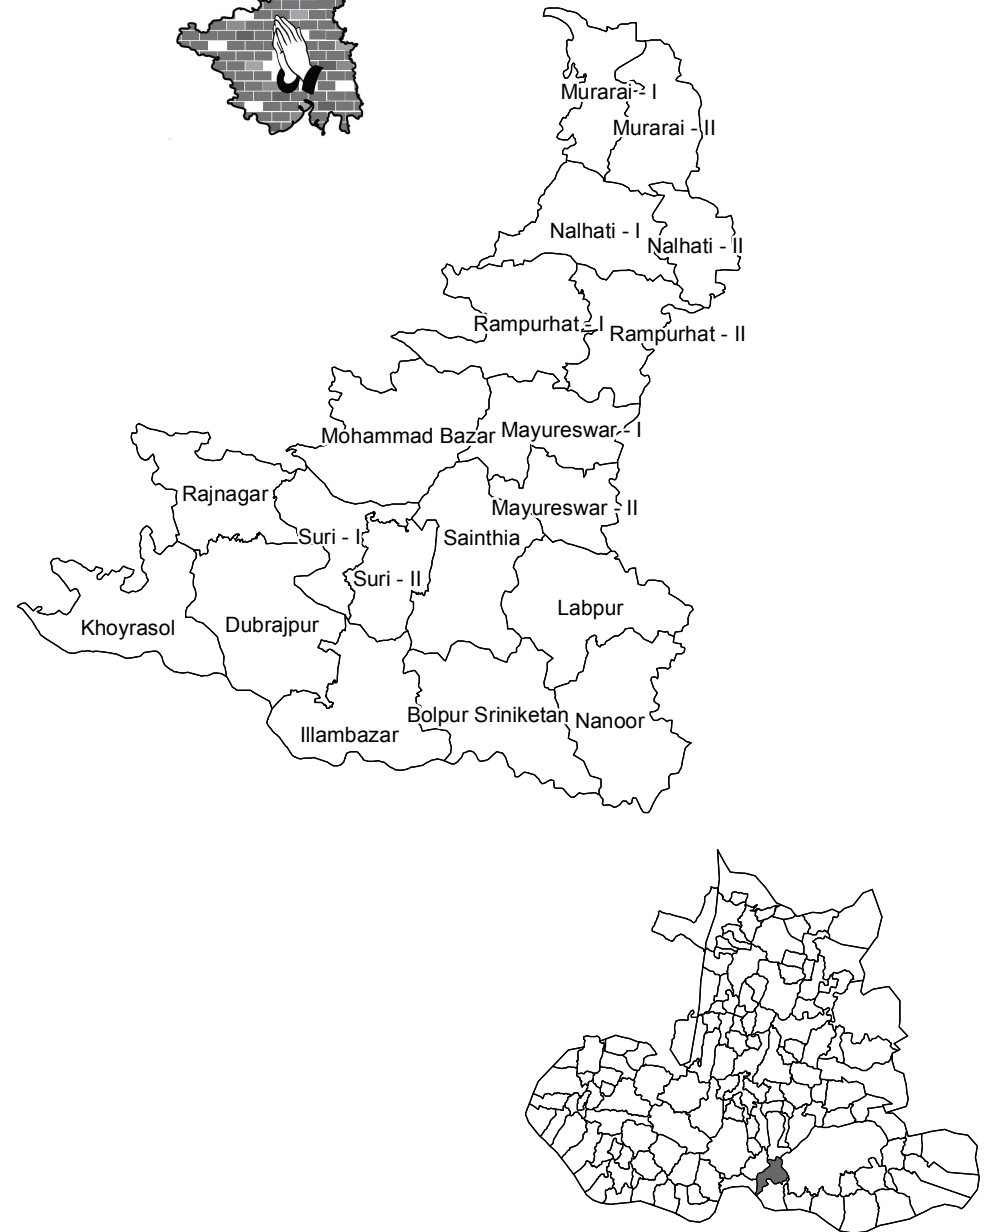 Murarai - I
Murarai - II
Nalhati - I
Nalhati - II
Rampurhat - I
Rampurhat - II
Mohammad Bazar
Mayureswar - I
Rajnagar
Mayureswar - II
Suri - I
Sainthia
Suri - II
Labpur
Khoyrasol
Dubrajpur
Bolpur Sriniketan
Nanoor
Illambazar